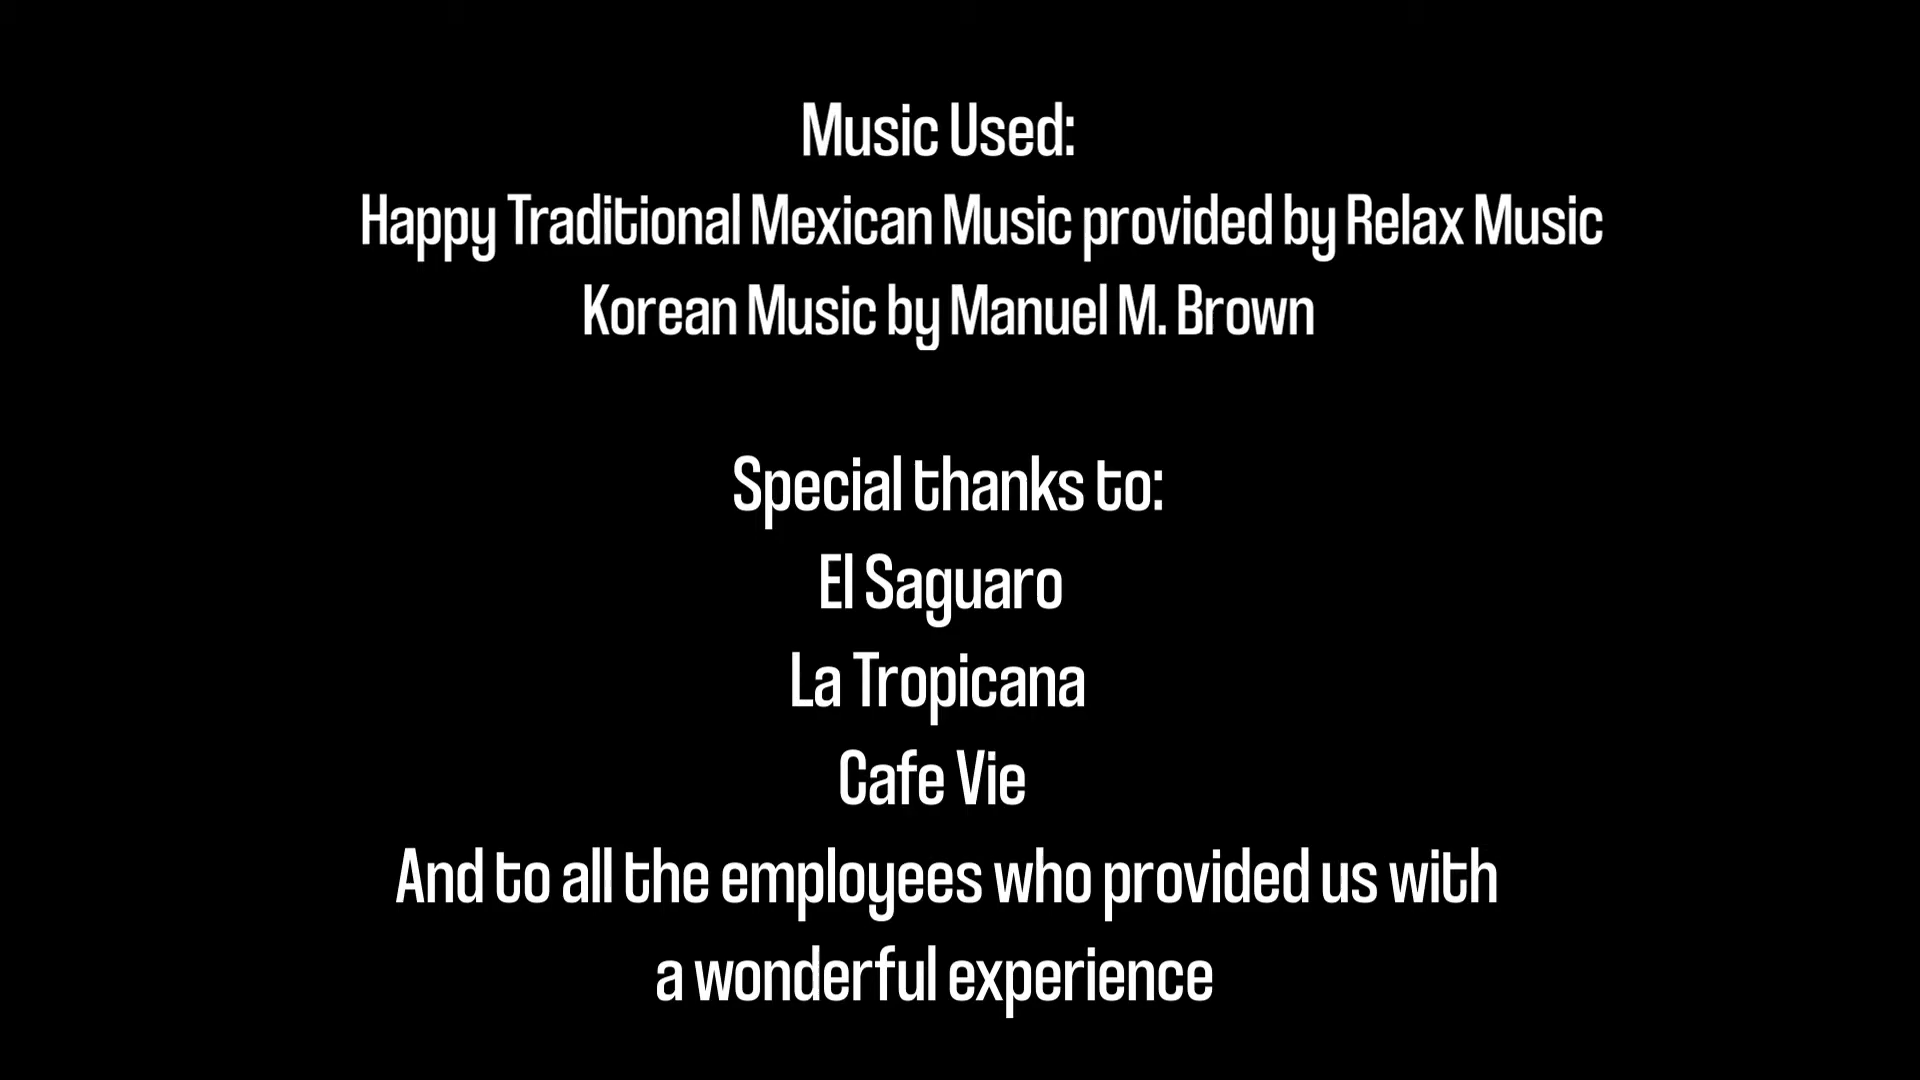 Music Used:
Happy Traditional Mexican Music provided by Relax Music
Korean Music by Manuel M. Brown
Special thanks to:
El Saguaro
La Tropicana
Cafe Vie
And to all the employees who provided us with
a wonderful experience